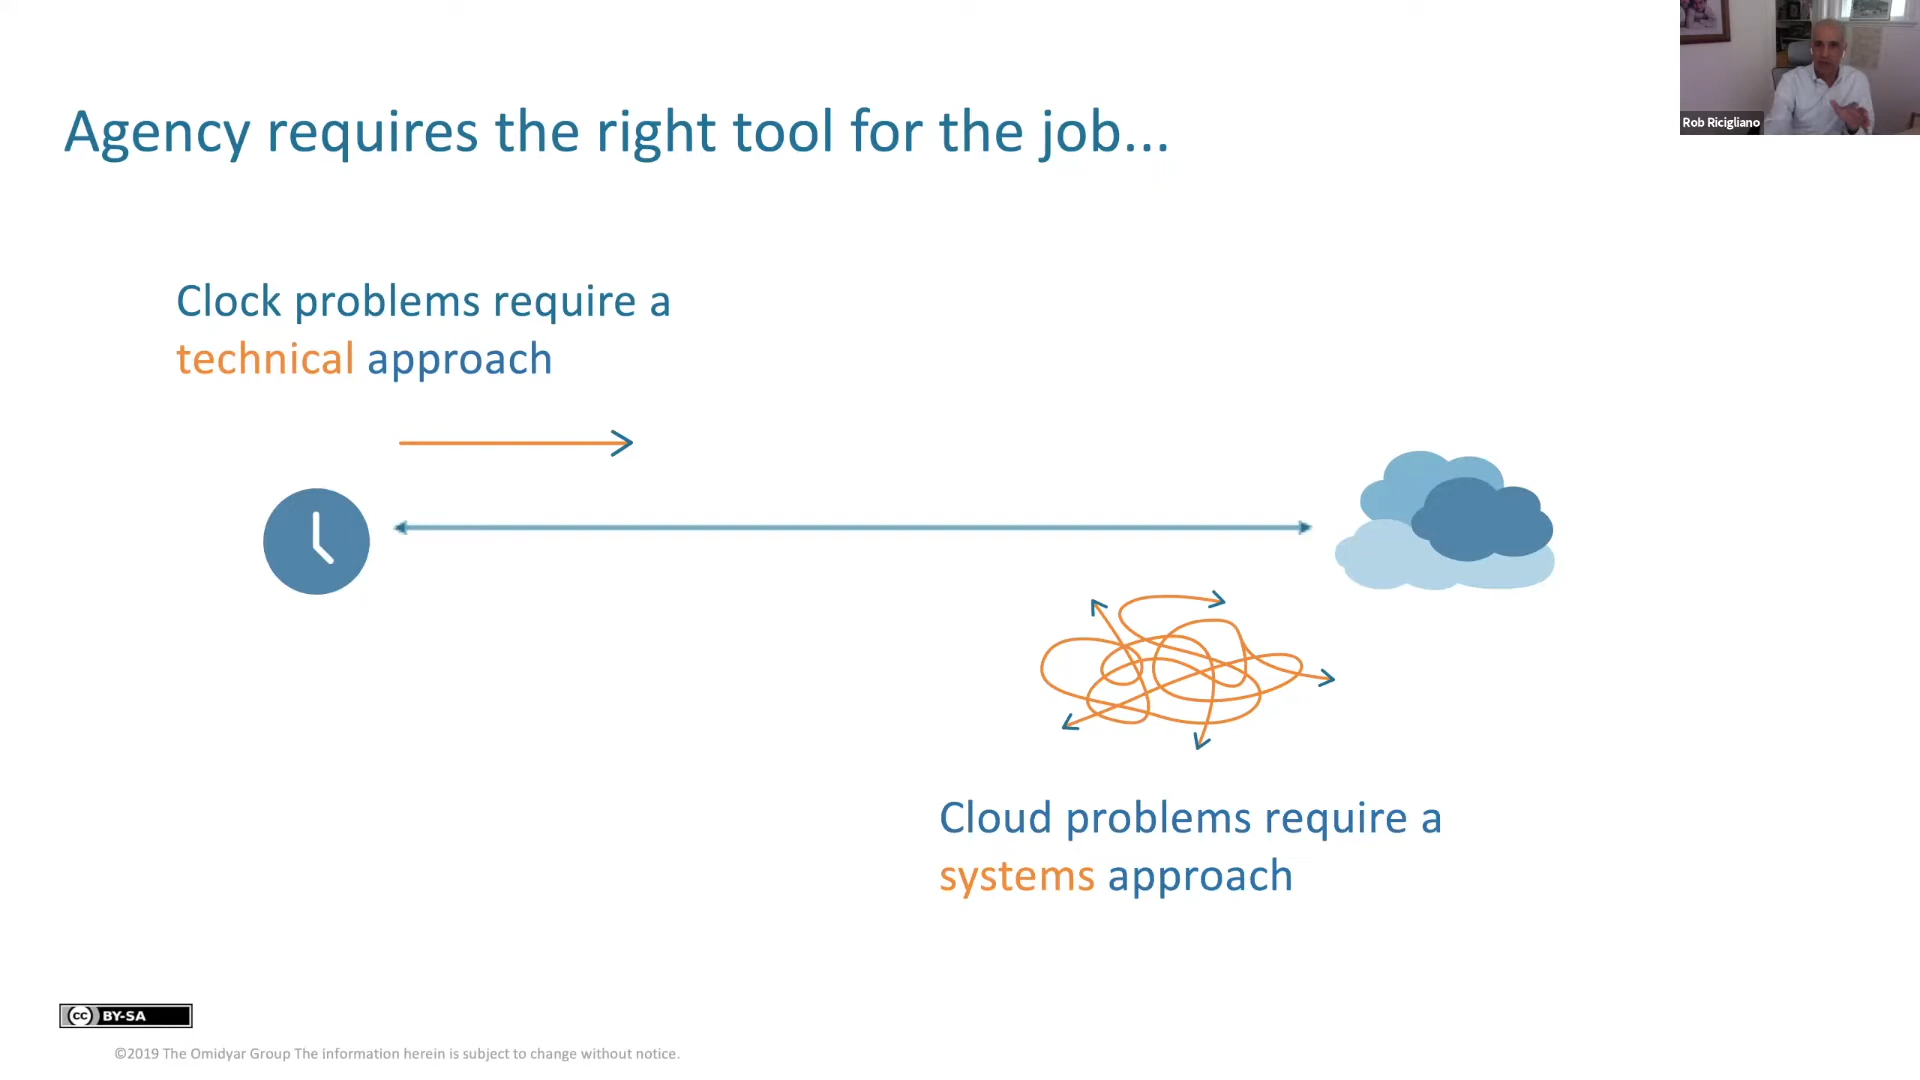 Agency requires the right tool for the job...
Rob Ricigliano
Clock problems require a
technical approach
Cloud problems require a
systems approach
cc BY-SA
©2019 The Omidyar Group The information herein is subject to change without notice.